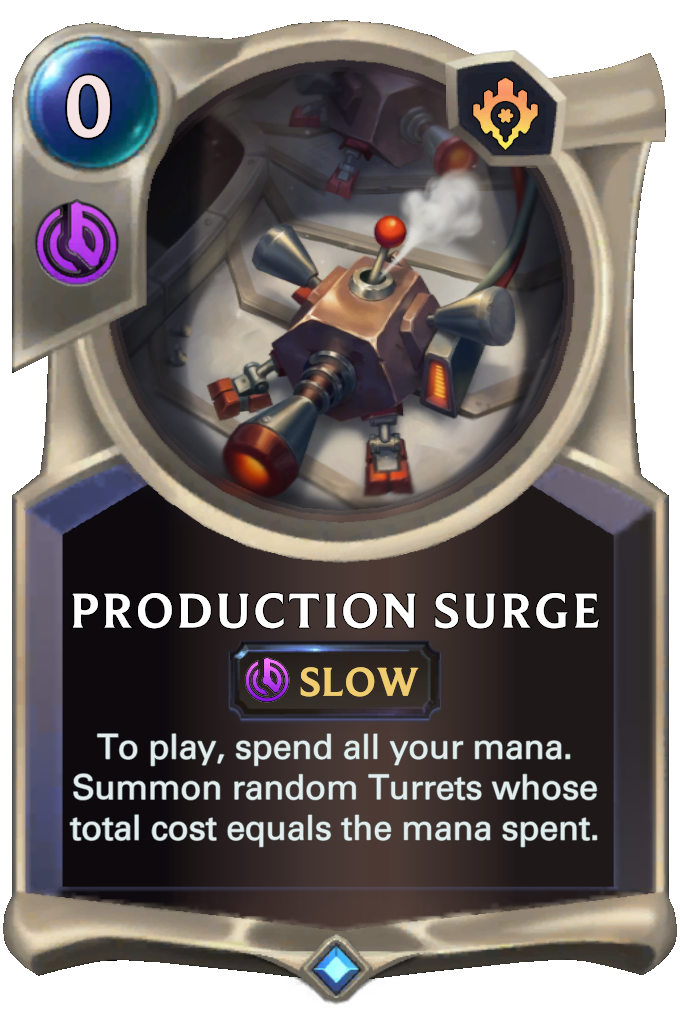 0
PRODUCTION SURGE
SLOW
To play, spend all your mana.
Summon random Turrets whose
total cost equals the mana spent.